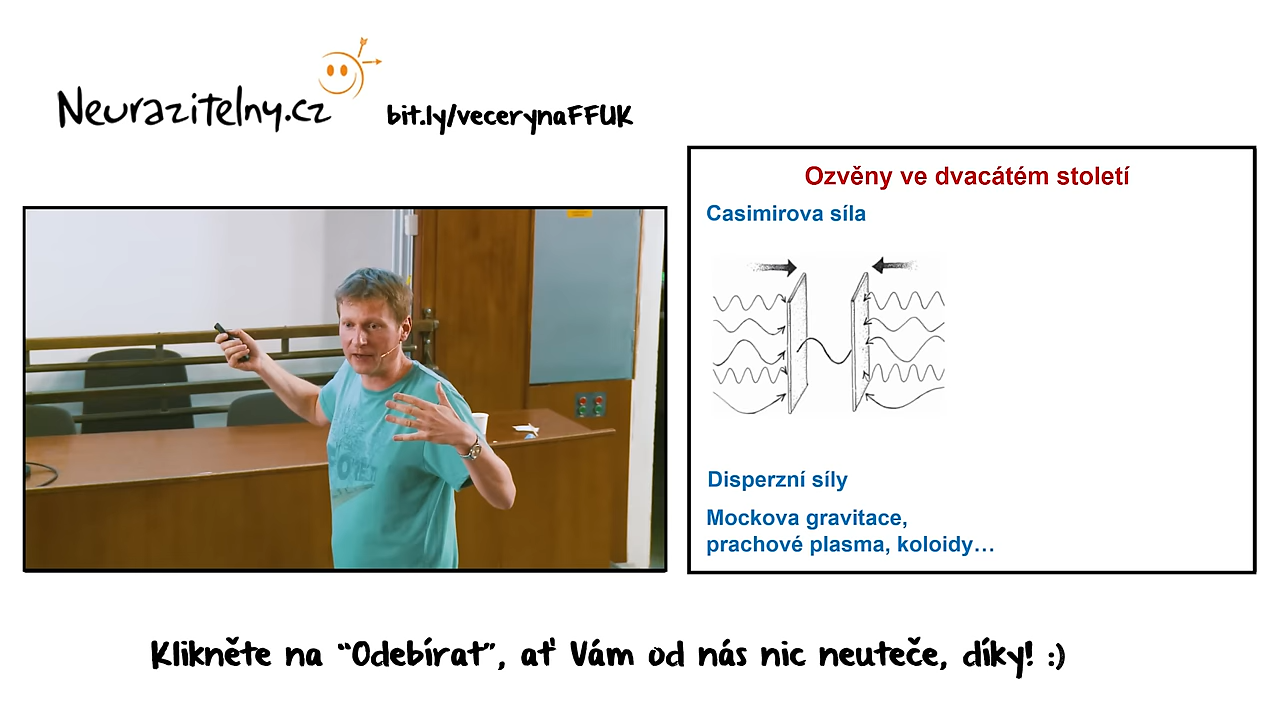 Neurazitelny.cz
bit.ly/vecerynaFFUK
Ozvěny ve dvacátém století
Casimirova síla
Disperzní síly
Mockova gravitace,
prachové plasma, koloidy…
Klikněte na “Odebírat”, ať Vám od nás nic neuteče, díky! :)